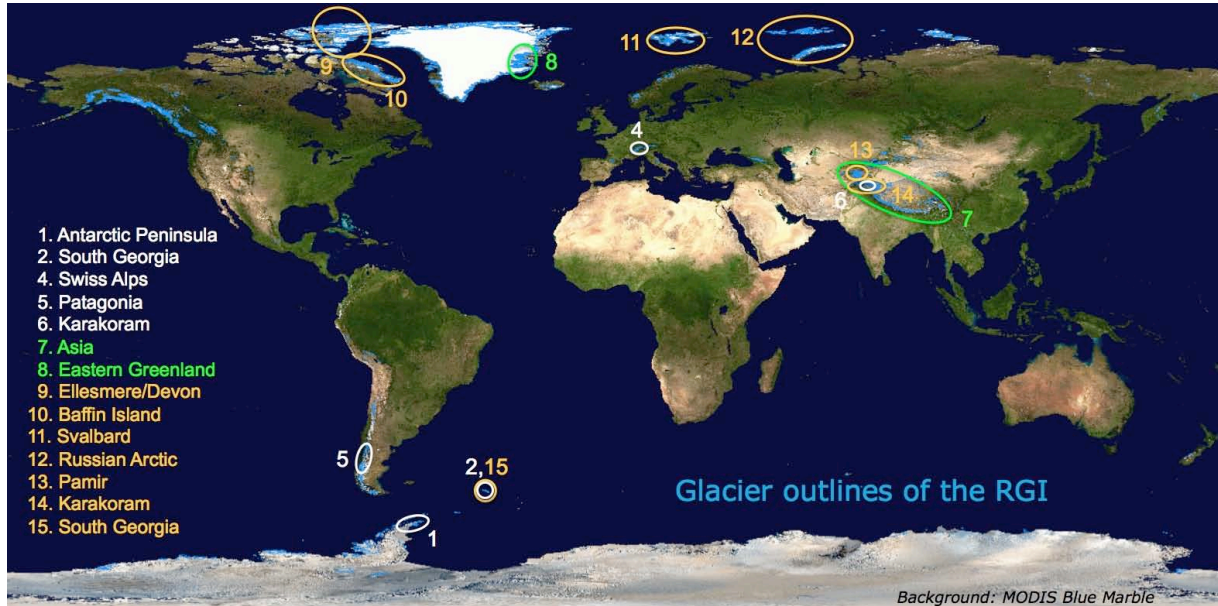 11
12
9
8
10
4
13
6
14
7
1. Antarctic Peninsula
2. South Georgia
4. Swiss Alps
5. Patagonia
6. Karakoram
7. Asia
8. Eastern Greenland
9. Ellesmere/Devon
10. Baffin Island
11. Svalbard
12. Russian Arctic
13. Pamir
14. Karakoram
15. South Georgia
5
2,15
1
Glacier outlines of the RGI
Background: MODIS Blue Marble